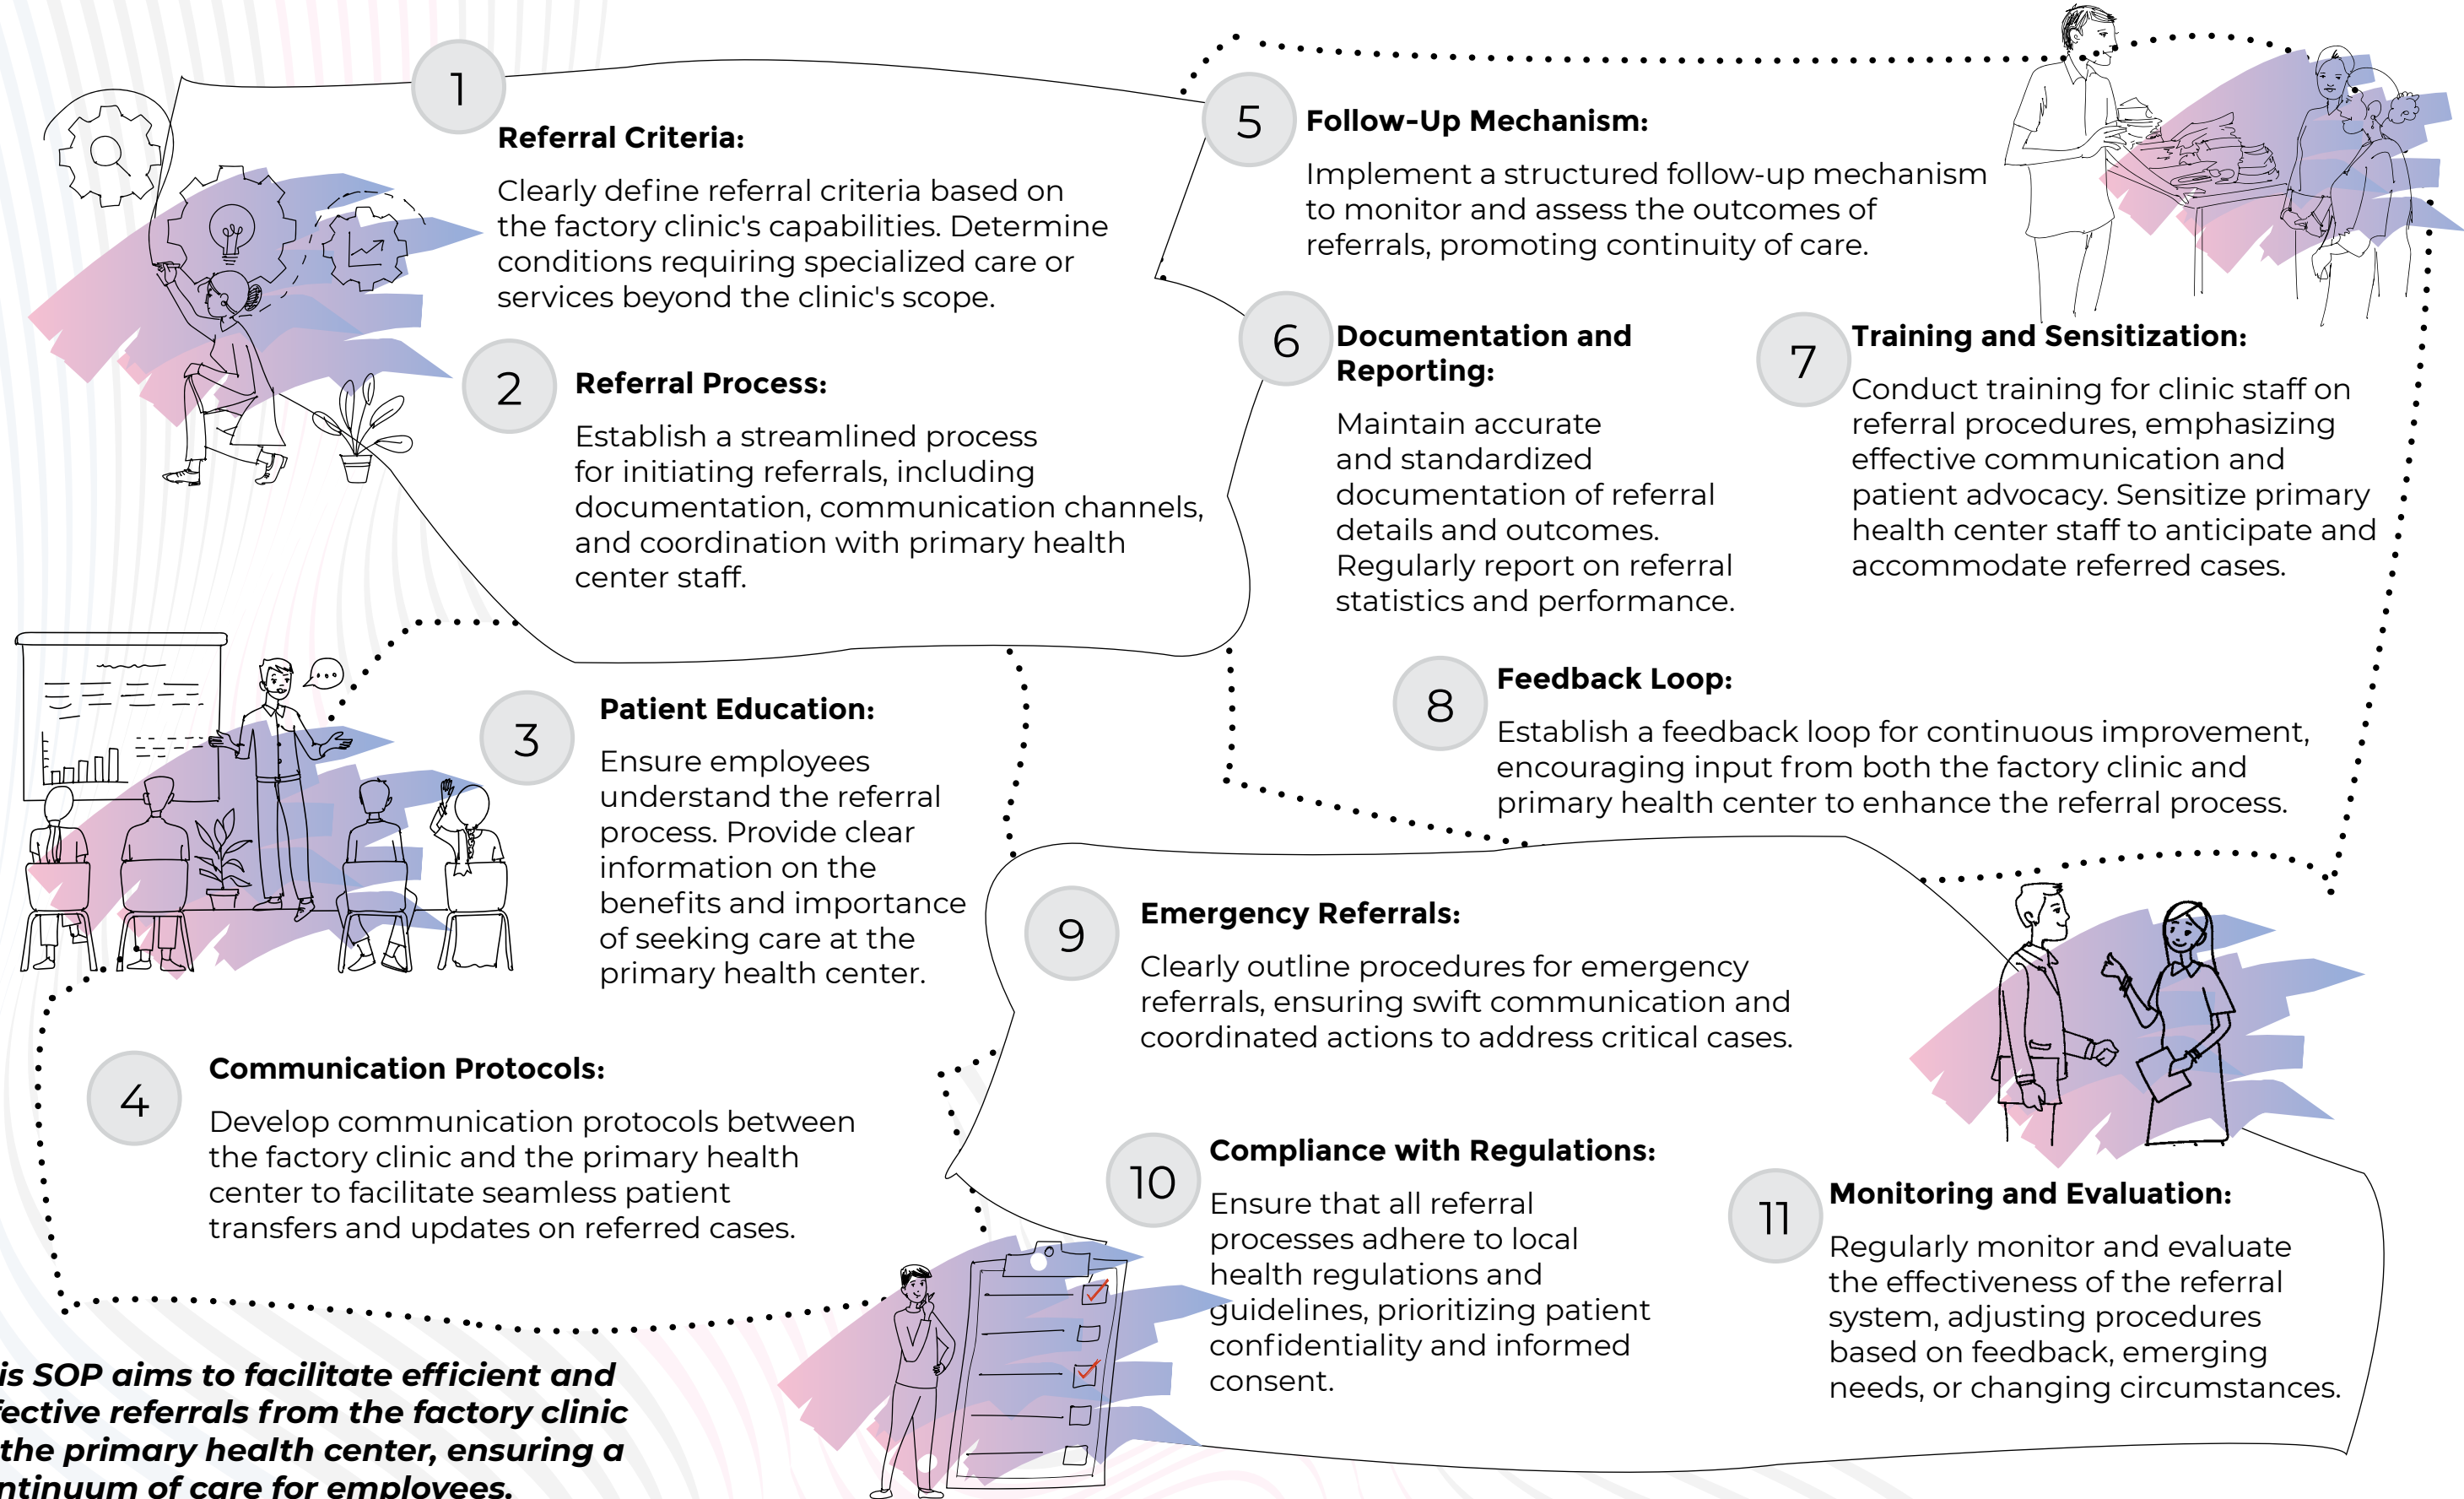 1
Referral Criteria:
Clearly define referral criteria based on
the factory clinic's capabilities. Determine
conditions requiring specialized care or
services beyond the clinic's scope.
2
Referral Process:
Establish a streamlined process
for initiating referrals, including
documentation, communication channels,
and coordination with primary health
center staff.
3
Patient Education:
Ensure employees
understand the referral
process. Provide clear
information on the
benefits and importance
of seeking care at the
primary health center.
4
Communication Protocols:
Develop communication protocols between
the factory clinic and the primary health
center to facilitate seamless patient
transfers and updates on referred cases.
5
Follow-Up Mechanism:
Implement a structured follow-up mechanism
to monitor and assess the outcomes of
referrals, promoting continuity of care.
6
Documentation and
Reporting:
Maintain accurate
and standardized
documentation of referral
details and outcomes.
Regularly report on referral
statistics and performance.
7
Training and Sensitization:
Conduct training for clinic staff on
referral procedures, emphasizing
effective communication and
patient advocacy. Sensitize primary
health center staff to anticipate and
accommodate referred cases.
8
Feedback Loop:
Establish a feedback loop for continuous improvement,
encouraging input from both the factory clinic and
primary health center to enhance the referral process.
9
Emergency Referrals:
Clearly outline procedures for emergency
referrals, ensuring swift communication and
coordinated actions to address critical cases.
10
Compliance with Regulations:
Ensure that all referral
processes adhere to local
health regulations and
guidelines, prioritizing patient
confidentiality and informed
consent.
11
Monitoring and Evaluation:
Regularly monitor and evaluate
the effectiveness of the referral
system, adjusting procedures
based on feedback, emerging
needs, or changing circumstances.
is SOP aims to facilitate efficient and
fective referrals from the factory clinic
the primary health center, ensuring a
ntinuum of care for employees.